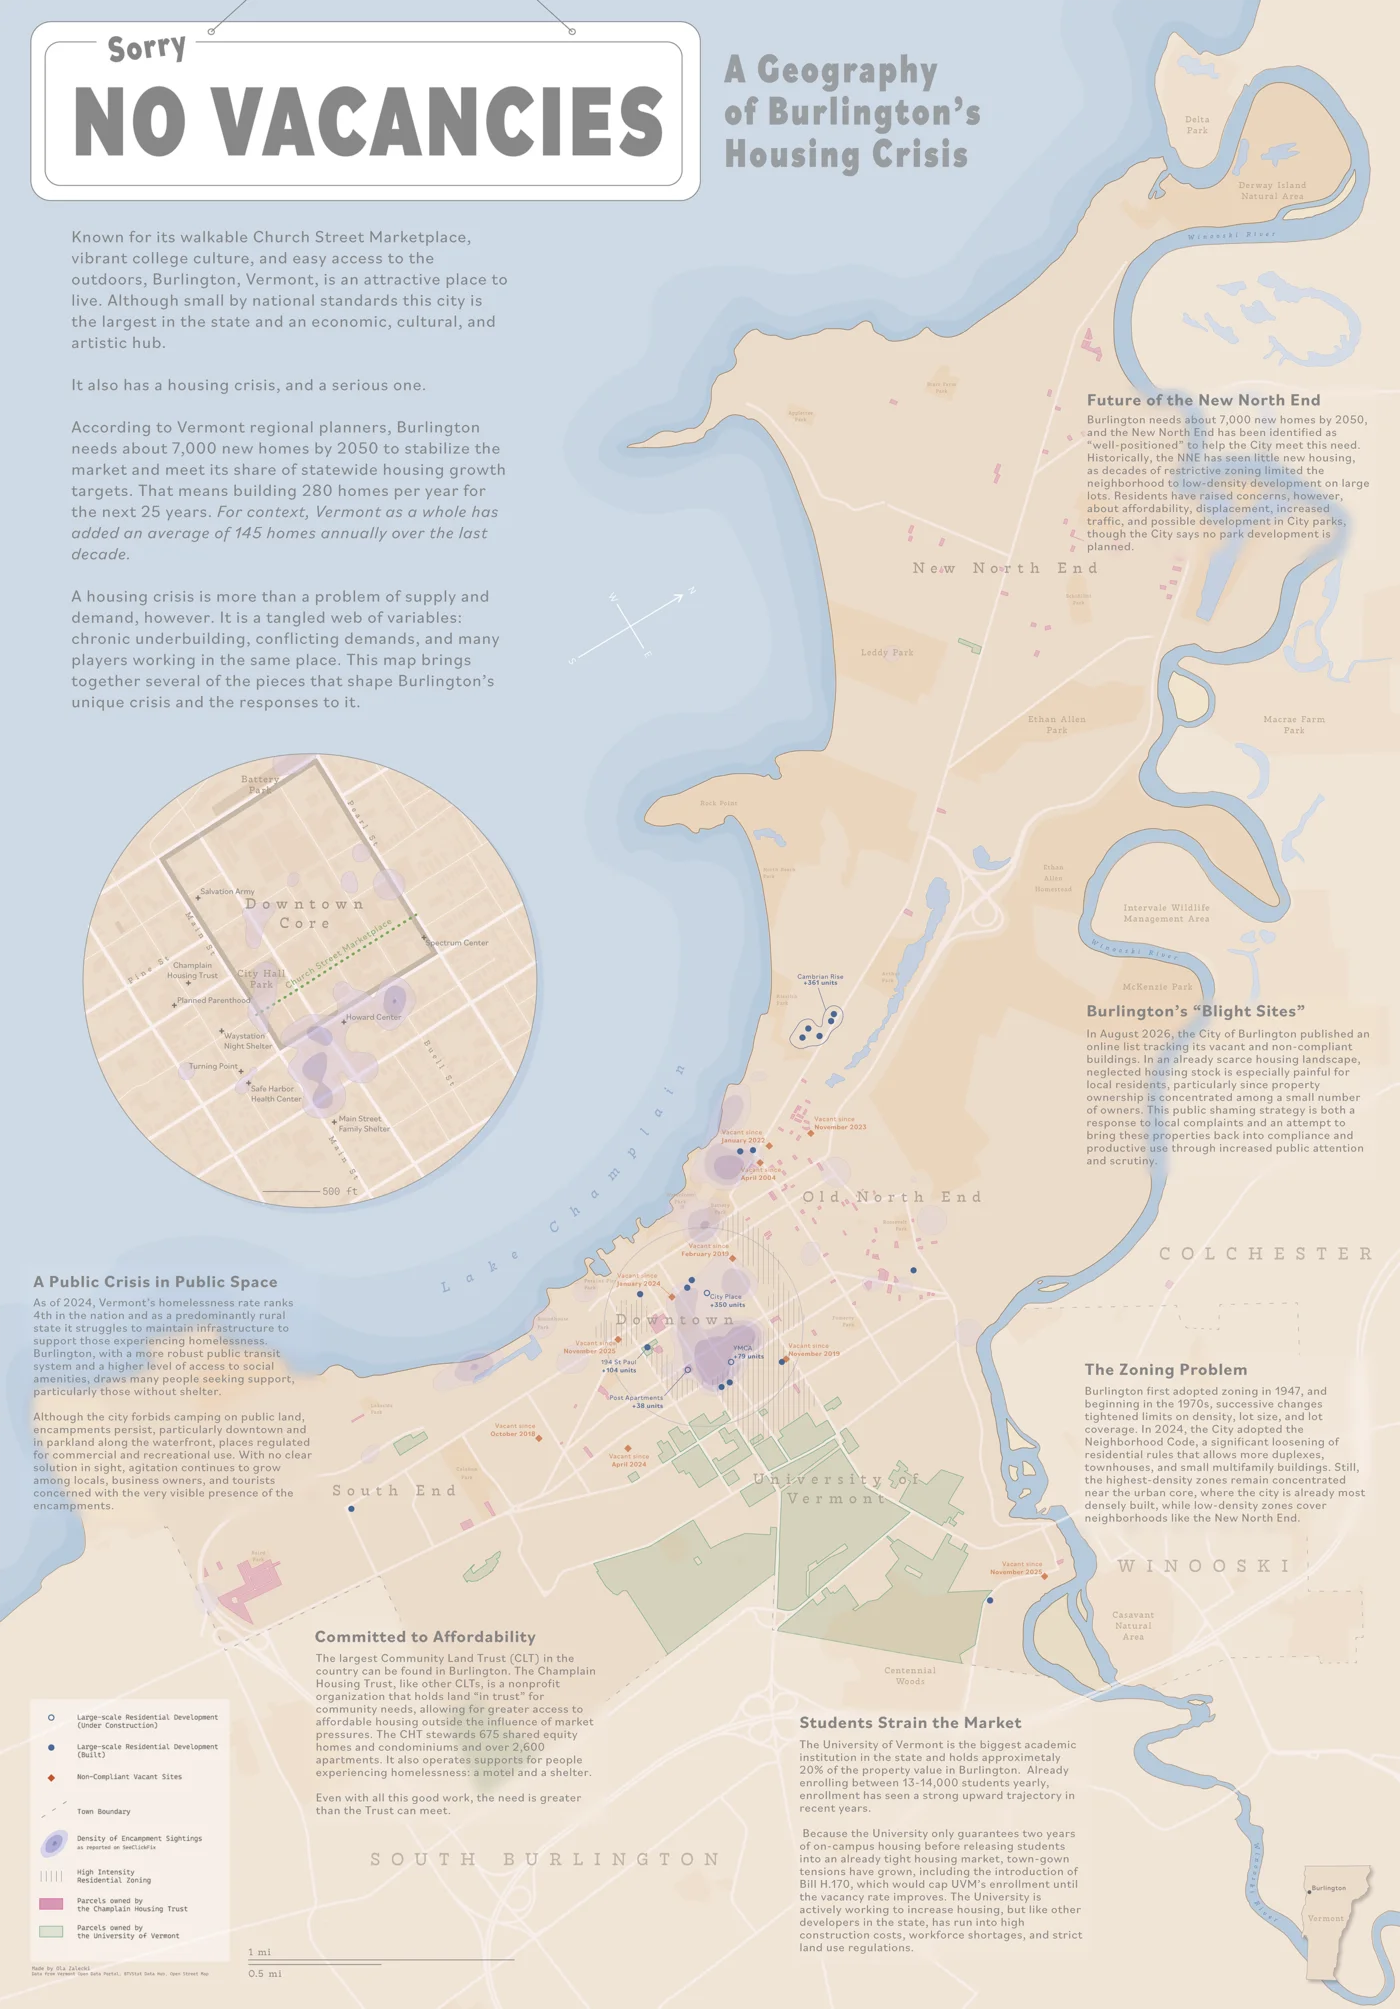 Sorry
NO VACANCIES
A Geography
of Burlington's
Housing Crisis
Known for its walkable Church Street Marketplace,
vibrant college culture, and easy access to the
outdoors, Burlington, Vermont, is an attractive place to
live. Although small by national standards this city is
the largest in the state and an economic, cultural, and
artistic hub.
It also has a housing crisis, and a serious one.
According to Vermont regional planners, Burlington
needs about 7,000 new homes by 2050 to stabilize the
market and meet its share of statewide housing growth
targets. That means building 280 homes per year for
the next 25 years. For context, Vermont as a whole has
added an average of 145 homes annually over the last
decade.
A housing crisis is more than a problem of supply and
demand, however. It is a tangled web of variables:
chronic underbuilding, conflicting demands, and many
players working in the same place. This map brings
together several of the pieces that shape Burlington's
unique crisis and the responses to it.
Delta
Park
Derway Island
Natural Area
Winooski River
Future of the New North End
Burlington needs about 7,000 new homes by 2050,
and the New North End has been identified as
"well-positioned" to help the City meet this need.
Historically, the NNE has seen little new housing,
as decades of restrictive zoning limited the
neighborhood to low-density development on large
lots. Residents have raised concerns, however,
about affordability, displacement, increased
traffic, and possible development in City parks,
though the City says no park development is
planned.
New North End
N
W
E
S
Appletree
Park
Leddy Park
Ethan Allen
Park
Macrae Farm
Park
Rock Point
North Beach
Park
Ethan
Allen
Homestead
Intervale Wildlife
Management Area
Winooski River
McKenzie Park
Battery
Park
Pearl St
Salvation Army
Downtown
Core
Main St
Church Street Marketplace
Spectrum Center
Pine St
Champlain
Housing Trust
City Hall
Park
Planned Parenthood
Howard Center
Waystation
Night Shelter
Buell St
Turning Point
Safe Harbor
Health Center
Main Street
Family Shelter
Main St
500 ft
Cambrian Rise
+361 units
Burlington's "Blight Sites"
In August 2026, the City of Burlington published an
online list tracking its vacant and non-compliant
buildings. In an already scarce housing landscape,
neglected housing stock is especially painful for
local residents, particularly since property
ownership is concentrated among a small number
of owners. This public shaming strategy is both a
response to local complaints and an attempt to
bring these properties back into compliance and
productive use through increased public attention
and scrutiny.
Lake Champlain
Vacant since
January 2022
Vacant since
November 2023
Vacant since
April 2004
Old North End
Vacant since
February 2013
Vacant since
January 2024
City Place
+350 units
Downtown
Vacant since
November 2025
YMCA
+79 units
Vacant since
November 2019
194 St Paul
+104 units
Post Apartments
+38 units
Vacant since
October 2018
Vacant since
April 2024
COLCHESTER
A Public Crisis in Public Space
As of 2024, Vermont's homelessness rate ranks
4th in the nation and as a predominantly rural
state it struggles to maintain infrastructure to
support those experiencing homelessness.
Burlington, with a more robust public transit
system and a higher level of access to social
amenities, draws many people seeking support,
particularly those without shelter.
Although the city forbids camping on public land,
encampments persist, particularly downtown and
in parkland along the waterfront, places regulated
for commercial and recreational use. With no clear
solution in sight, agitation continues to grow
among locals, business owners, and tourists
concerned with the very visible presence of the
encampments.
South End
University of
Vermont
The Zoning Problem
Burlington first adopted zoning in 1947, and
beginning in the 1970s, successive changes
tightened limits on density, lot size, and lot
coverage. In 2024, the City adopted the
Neighborhood Code, a significant loosening of
residential rules that allows more duplexes,
townhouses, and small multifamily buildings. Still,
the highest-density zones remain concentrated
near the urban core, where the city is already most
densely built, while low-density zones cover
neighborhoods like the New North End.
WINOOSKI
Vacant since
November 2025
Casavant
Natural
Area
Centennial
Woods
Committed to Affordability
The largest Community Land Trust (CLT) in the
country can be found in Burlington. The Champlain
Housing Trust, like other CLTs, is a nonprofit
organization that holds land "in trust" for
community needs, allowing for greater access to
affordable housing outside the influence of market
pressures. The CHT stewards 675 shared equity
homes and condominiums and over 2,600
apartments. It also operates supports for people
experiencing homelessness: a motel and a shelter.
Even with all this good work, the need is greater
than the Trust can meet.
Students Strain the Market
The University of Vermont is the biggest academic
institution in the state and holds approximetaly
20% of the property value in Burlington. Already
enrolling between 13-14,000 students yearly,
enrollment has seen a strong upward trajectory in
recent years.
Because the University only guarantees two years
of on-campus housing before releasing students
into an already tight housing market, town-gown
tensions have grown, including the introduction of
Bill H.170, which would cap UVM's enrollment until
the vacancy rate improves. The University is
actively working to increase housing, but like other
developers in the state, has run into high
construction costs, workforce shortages, and strict
land use regulations.
SOUTH BURLINGTON
Large-scale Residential Development
(Under Construction)
Large-scale Residential Development
(Built)
Non-Compliant Vacant Sites
Town Boundary
Density of Encampment Sightings
as reported on SeeClickFix
High Intensity
Residential Zoning
Parcels owned by
the Champlain Housing Trust
Parcels owned by
the University of Vermont
Made by Ola Zalecki
Data from Vermont Open Data Portal, BTVStat Data Hub, Open Street Map
1 mi
0.5 mi
Winooski River
Burlington
Vermont